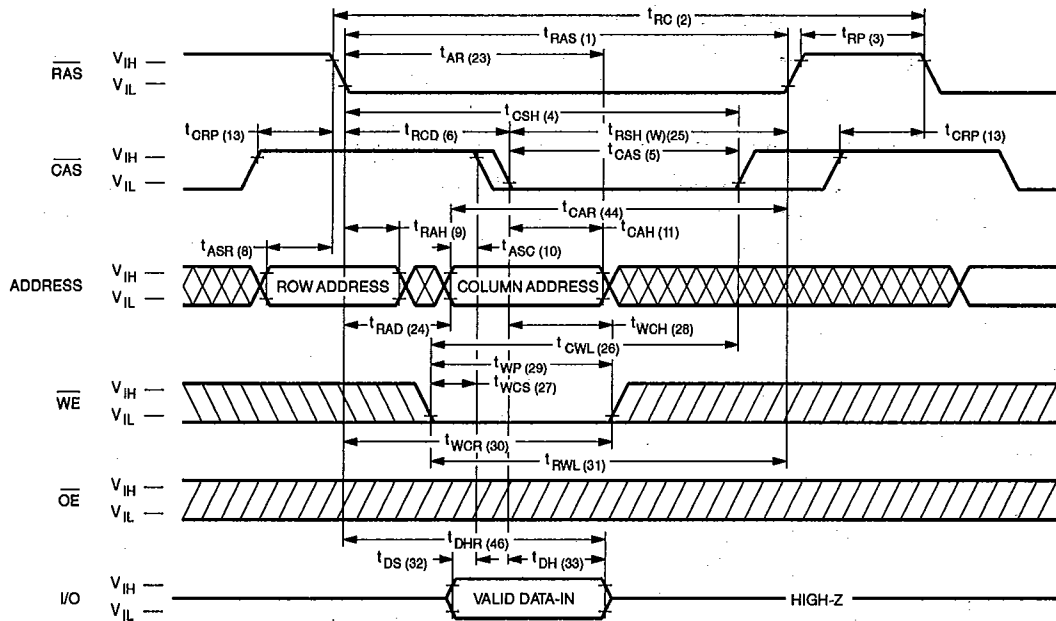 tRC (2)
tRAS (1)
tRP (3)
tAR (23)
RAS
VIH
VIL
tCSH (4)
tCRP (13)
tRCD (6)
tRSH (W)(25)
tCRP (13)
tCAS (5)
CAS
VIH
VIL
tCAR (44)
tRAH (9)
tCAH (11)
tASR (8)
tASC (10)
ADDRESS
VIH
VIL
ROW ADDRESS
COLUMN ADDRESS
tRAD (24)
tWCH (28)
tCWL (26)
tWP (29)
tWCS (27)
WE
VIH
VIL
tWCR (30)
tRWL (31)
OE
VIH
VIL
tDHR (46)
tDS (32)
tDH (33)
I/O
VIH
VIL
VALID DATA-IN
HIGH-Z